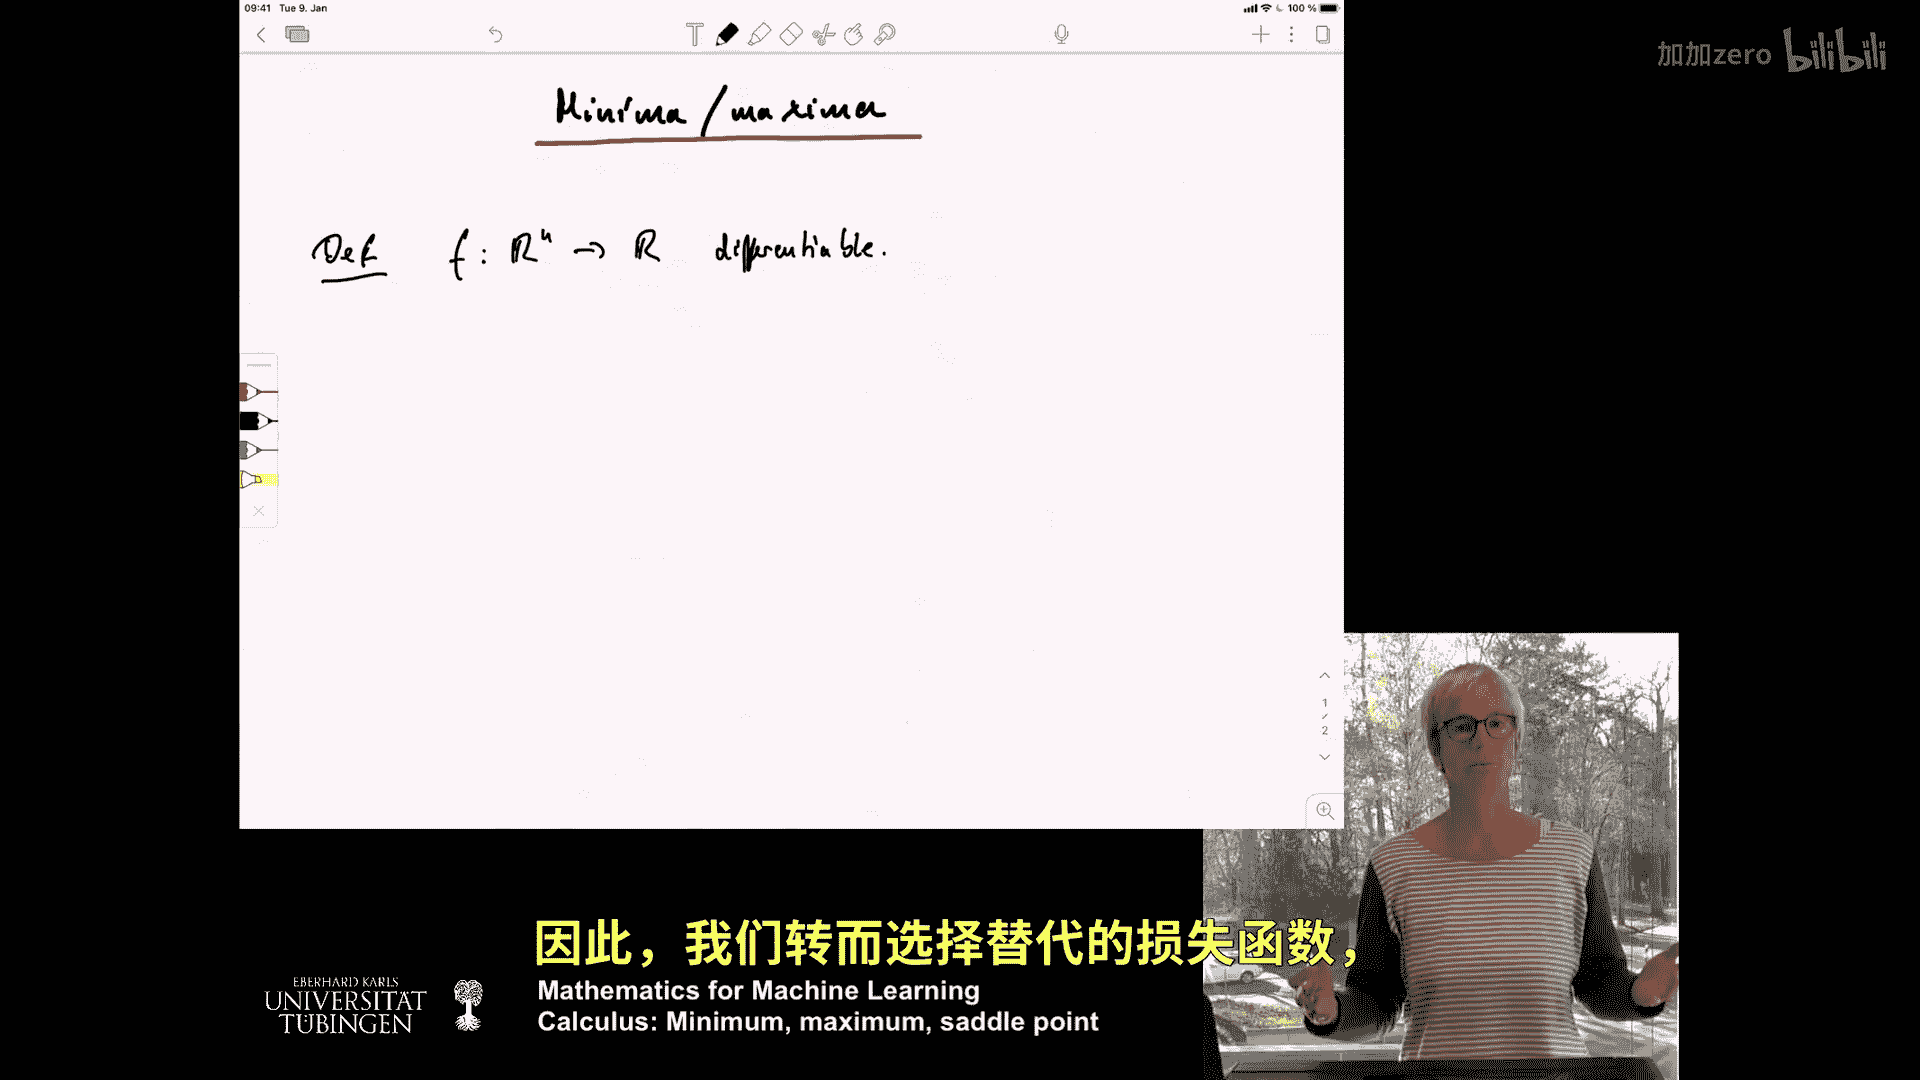 09:41 Tue 9. Jan
100 %
加加zero bilibili
Minima / maxima
Def f : ℝⁿ → ℝ differentiable.
1
2
因此，我们转而选择替代的损失函数，
EBERHARD KARLS
UNIVERSITÄT
TÜBINGEN
Mathematics for Machine Learning
Calculus: Minimum, maximum, saddle point